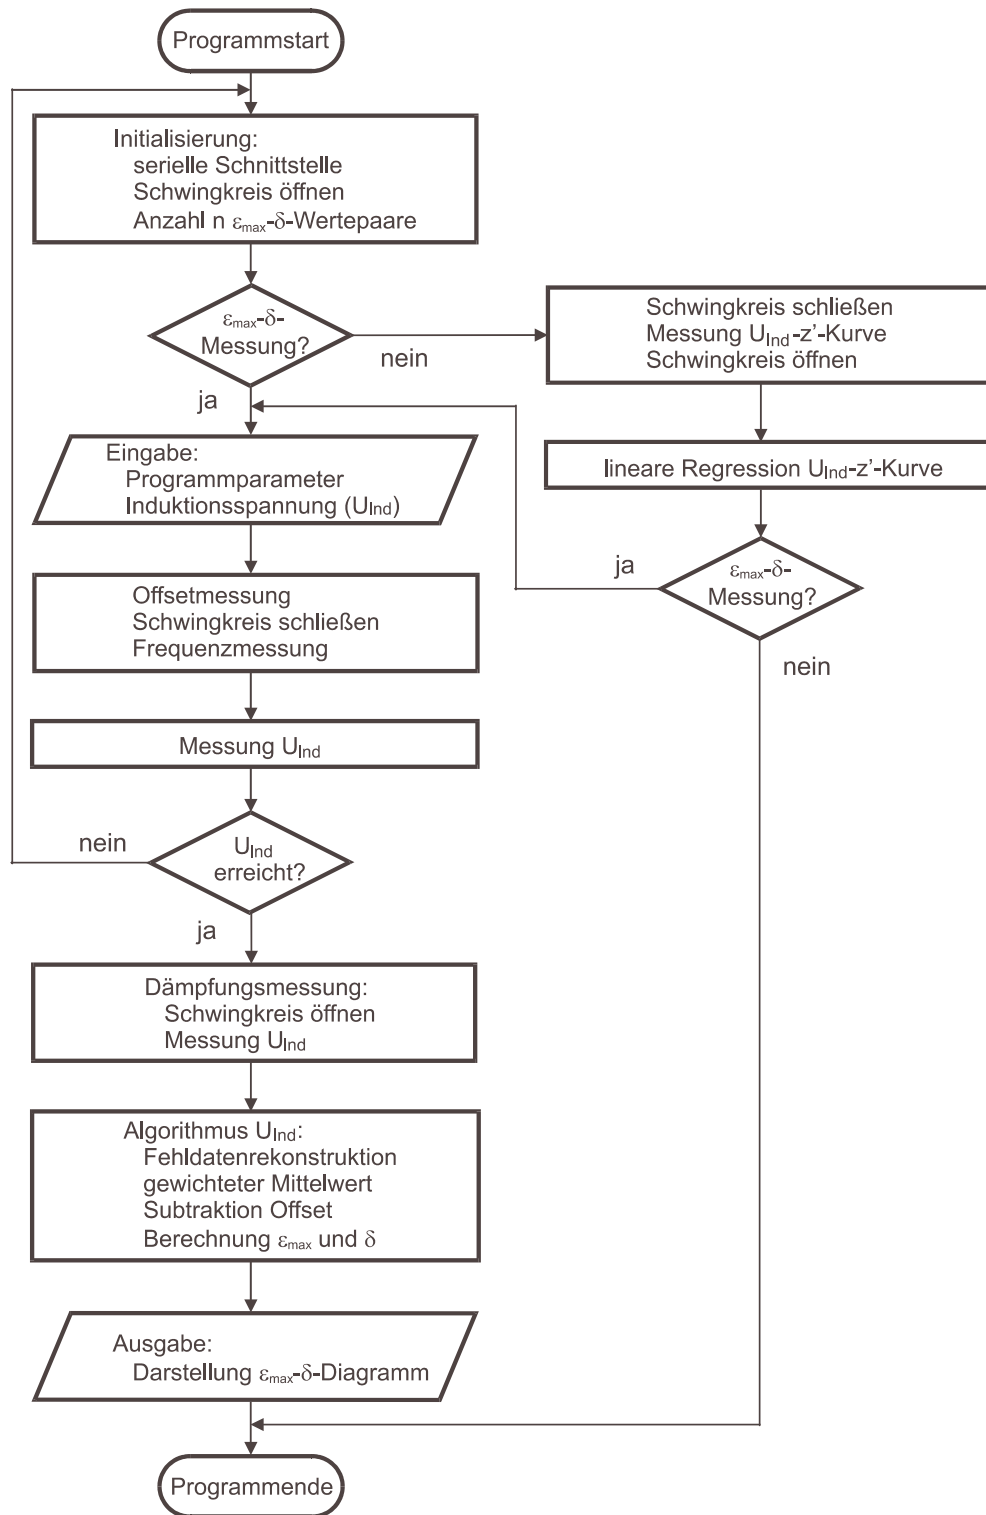 Programmstart
Initialisierung:
serielle Schnittstelle
Schwingkreis öffnen
Anzahl n εmax-δ-Wertepaare
εmax-δ-
Messung?
nein
ja
Schwingkreis schließen
Messung UInd-z'-Kurve
Schwingkreis öffnen
lineare Regression UInd-z'-Kurve
εmax-δ-
Messung?
ja
nein
Eingabe:
Programmparameter
Induktionsspannung (UInd)
Offsetmessung
Schwingkreis schließen
Frequenzmessung
Messung UInd
UInd
erreicht?
nein
ja
Dämpfungsmessung:
Schwingkreis öffnen
Messung UInd
Algorithmus UInd:
Fehldatenrekonstruktion
gewichteter Mittelwert
Subtraktion Offset
Berechnung εmax und δ
Ausgabe:
Darstellung εmax-δ-Diagramm
Programmende